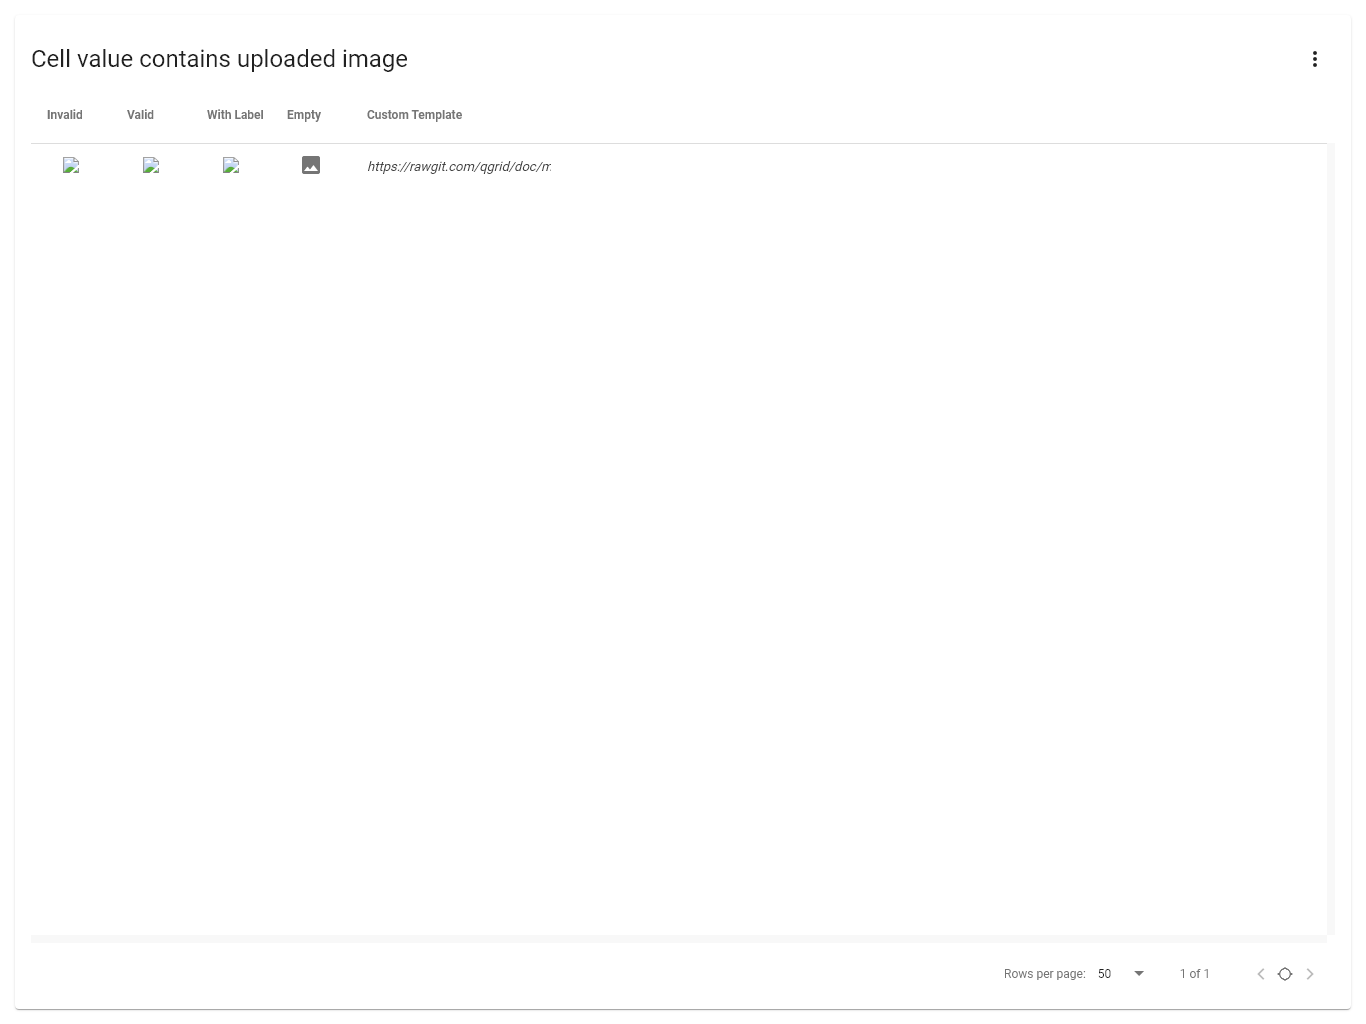 Cell value contains uploaded image
Invalid Valid With Label Empty Custom Template
https://rawgit.com/qgrid/doc/m
Rows per page: 50 1 of 1